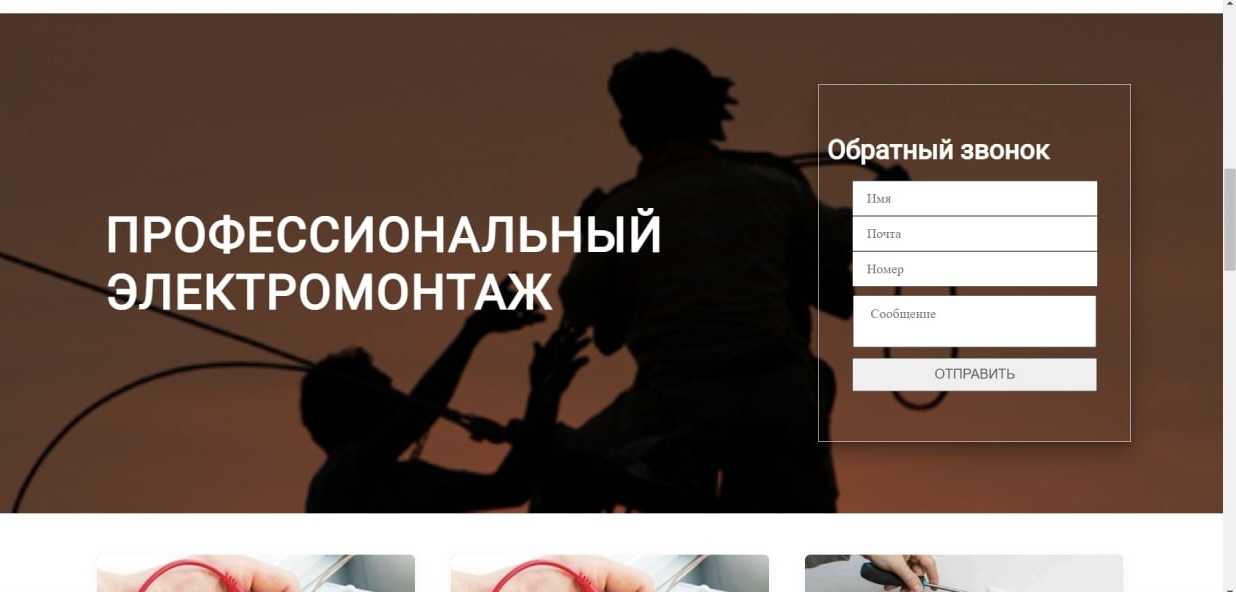 Обратный звонок
ПРОФЕССИОНАЛЬНЫЙ
ЭЛЕКТРОМОНТАЖ
Имя
Почта
Номер
Сообщение
ОТПРАВИТЬ